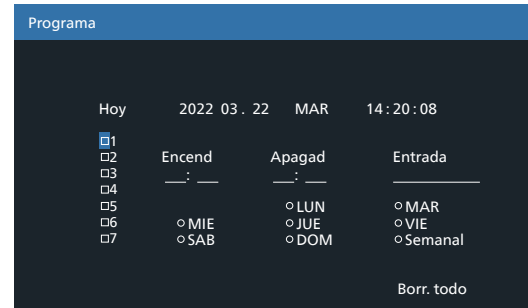 Programa
Hoy 2022 03 . 22 MAR 14 : 20 : 08
1
2 Encend Apagad Entrada
3 __: __ __: __ ________
4
5 LUN MAR
6 MIE JUE VIE
7 SAB DOM Semanal
Borr. todo